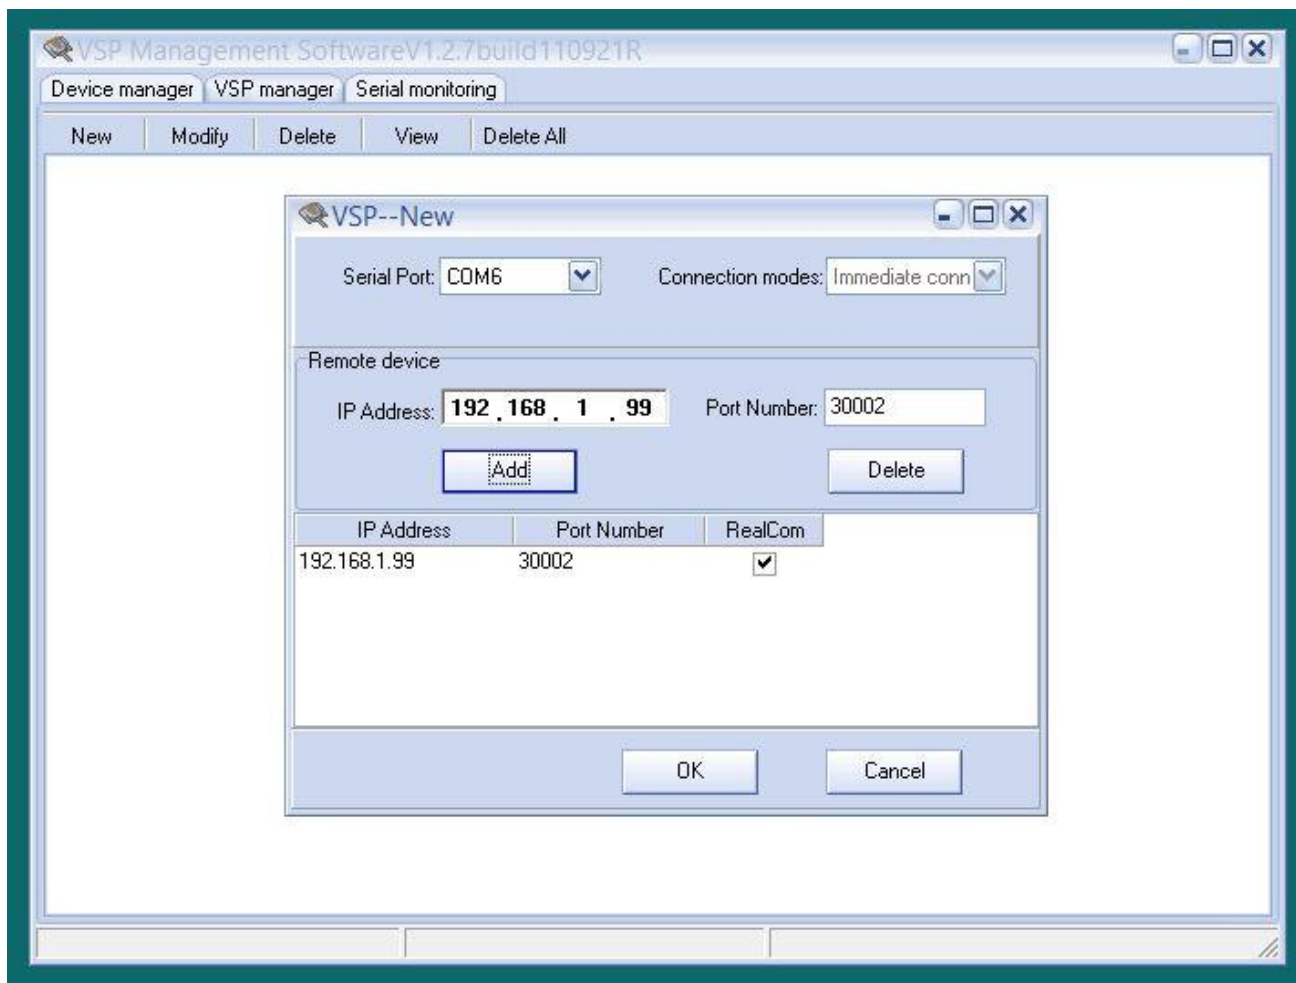 VSP Management SoftwareV1.2.7build110921R
Device manager VSP manager Serial monitoring
New Modify Delete View Delete All
VSP--New
Serial Port: COM6 Connection modes: Immediate conn
Remote device
IP Address: 192 . 168 . 1 . 99 Port Number: 30002
Add Delete
IP Address Port Number RealCom
192.168.1.99 30002
OK Cancel